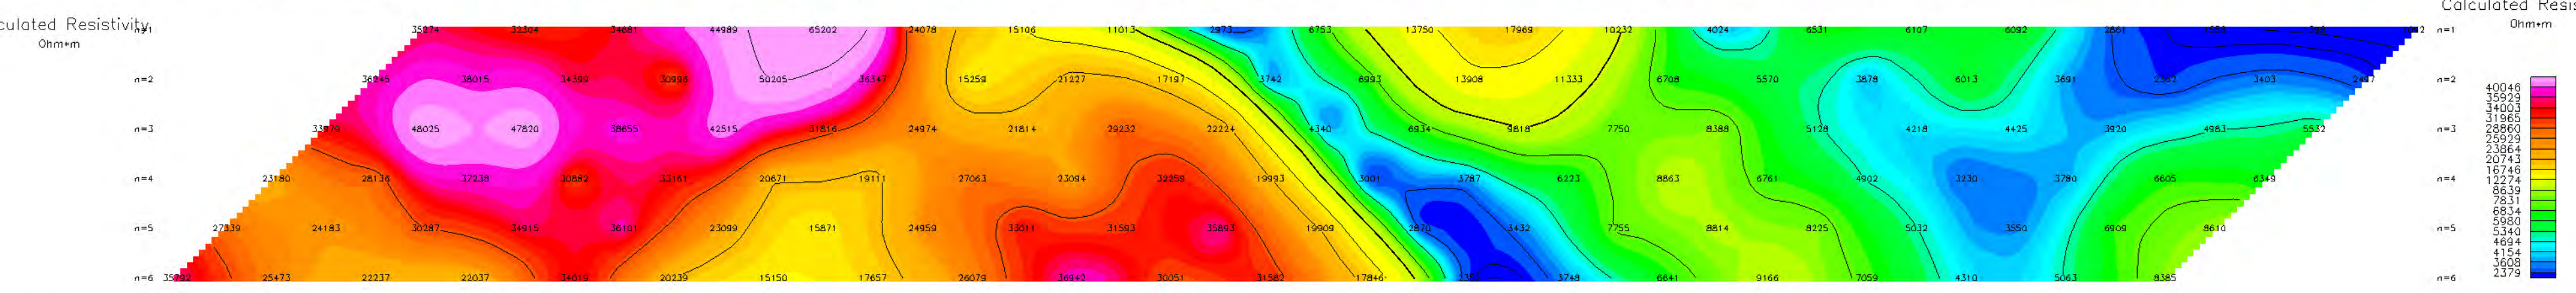 culated Resistivity
Ohm*m
Calculated Resis
Ohm*m
n=1 35274 32304 34681 44989 65202 24078 15106 11013 2973 6753 13750 17969 10232 4024 6531 6107 6092 2861 n=1
n=2 36245 38015 34399 30998 50205 36347 15259 21227 17197 3742 6993 13908 11333 6708 5570 3878 6013 3691 2362 3403 2497 n=2
n=3 33979 48025 47820 38655 42515 31816 24974 21814 29232 22224 4340 6934 9818 7750 8388 5128 4218 4425 3920 4983 5532 n=3
n=4 23180 28136 37238 30882 33161 20671 19111 27063 23094 32259 19993 3001 3787 6223 8863 6761 4902 3230 3780 6605 6349 n=4
n=5 27339 24183 30287 34915 36101 23099 15871 24959 33011 31593 35893 19909 2870 3432 7755 8814 8225 5032 3550 6909 8610 n=5
n=6 35792 25473 22237 22037 34019 20239 15150 17657 26079 36942 30051 31582 17846 3748 6641 9166 7059 4310 5063 8385 n=6
40046
35929
34003
31965
28860
25929
23864
20743
16746
12274
8639
7831
6834
5980
5340
4694
4154
3608
2379